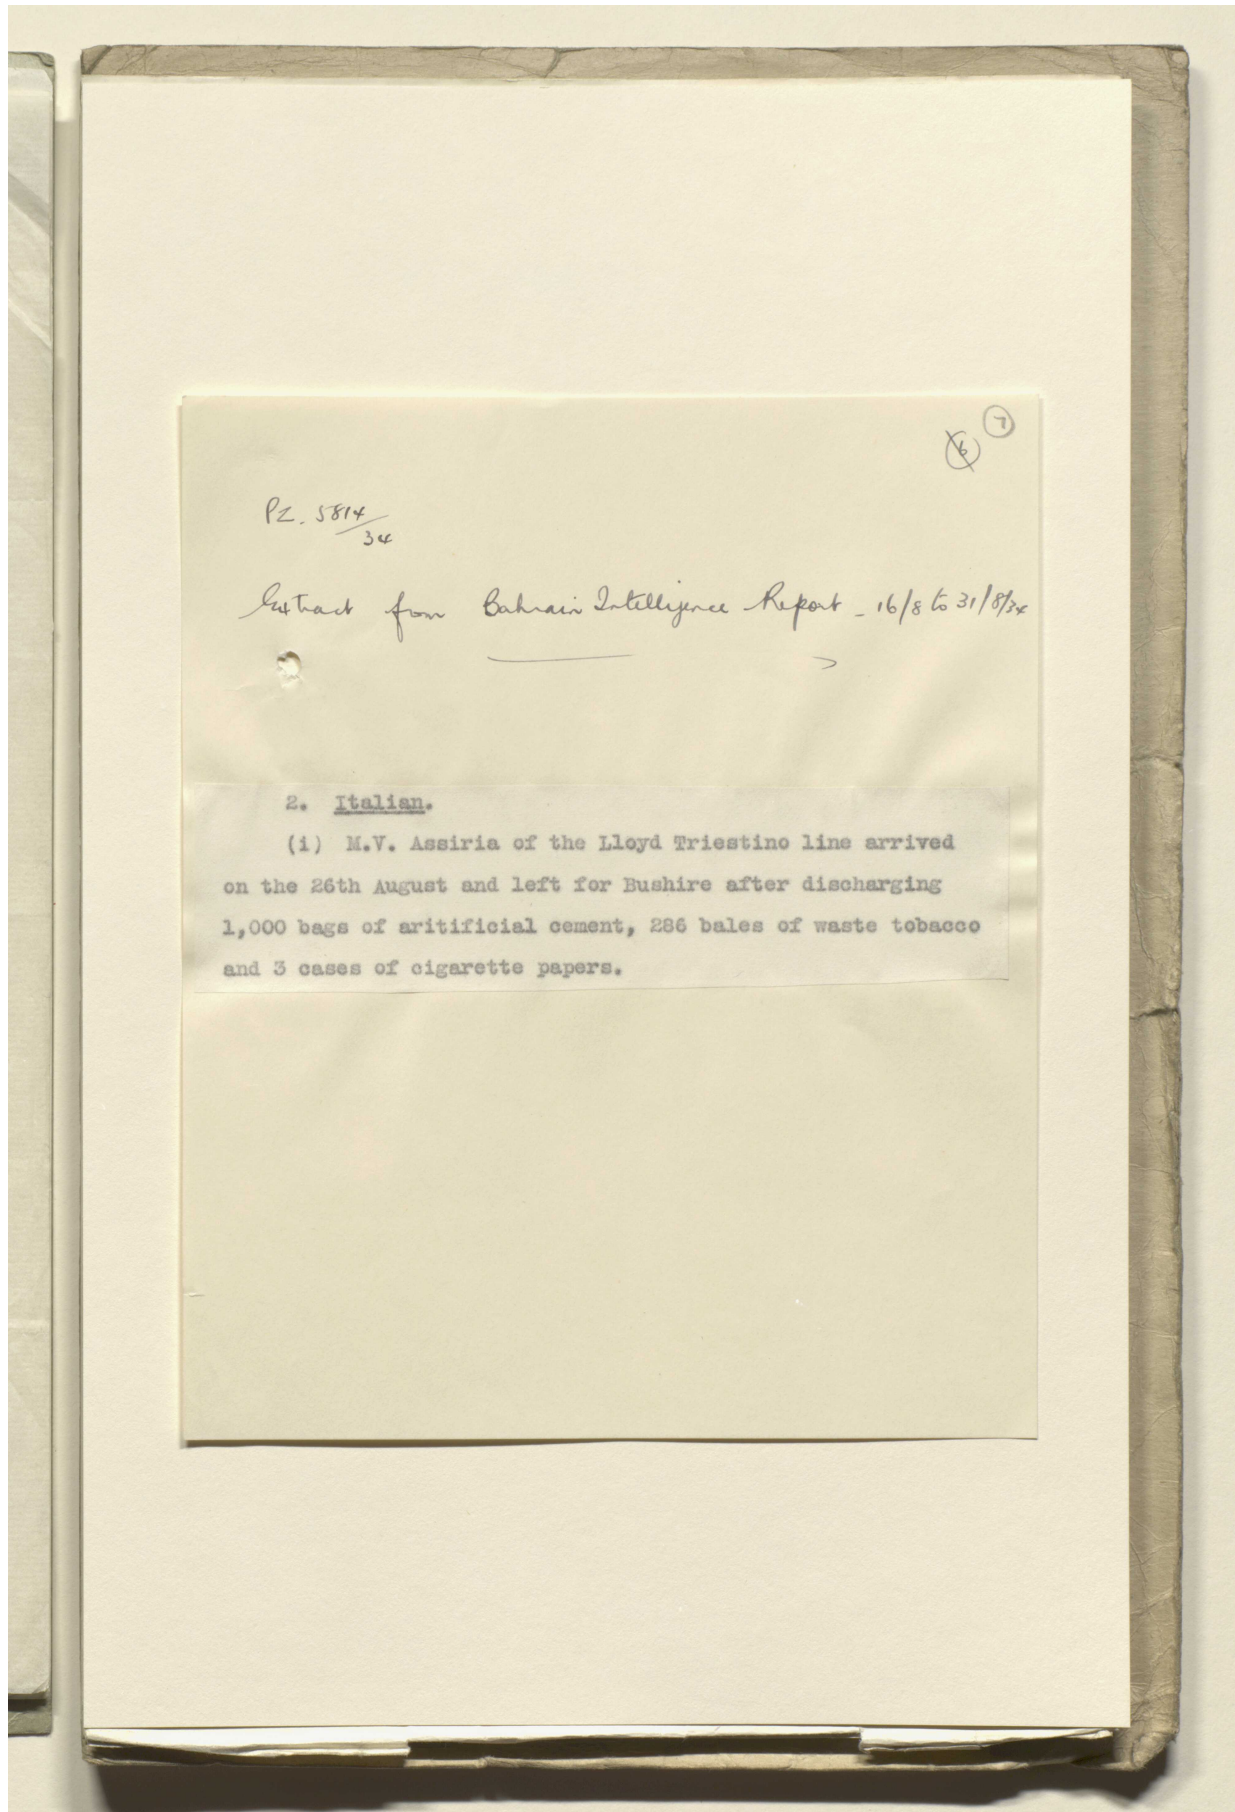 7
6
PZ. 5814/34
Extract from Bahrain Intelligence Report - 16/8 to 31/8/34
2. Italian.
(i) M.V. Assiria of the Lloyd Triestino line arrived
on the 26th August and left for Bushire after discharging
1,000 bags of aritificial cement, 286 bales of waste tobacco
and 3 cases of cigarette papers.